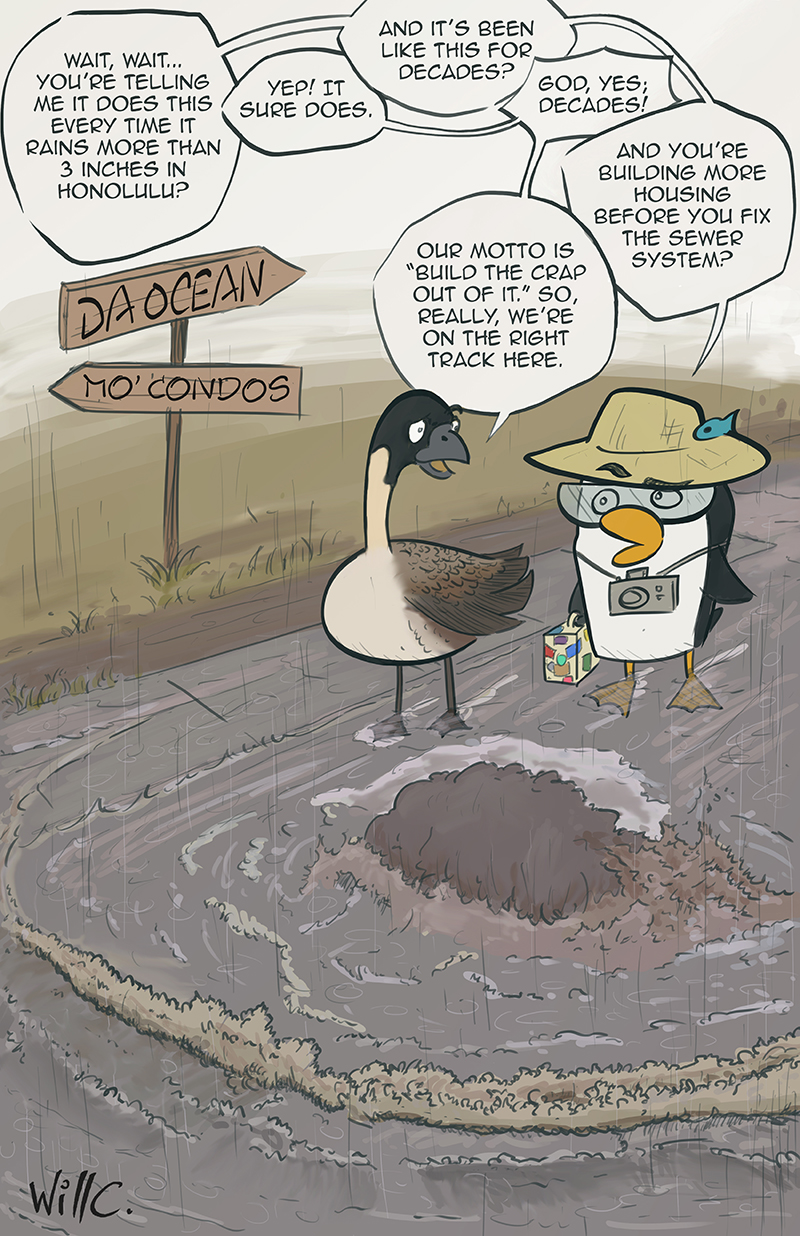 WAIT, WAIT...
YOU'RE TELLING
ME IT DOES THIS
EVERY TIME IT
RAINS MORE THAN
3 INCHES IN
HONOLULU?
YEP! IT
SURE DOES.
AND IT'S BEEN
LIKE THIS FOR
DECADES?
GOD, YES;
DECADES!
AND YOU'RE
BUILDING MORE
HOUSING
BEFORE YOU FIX
THE SEWER
SYSTEM?
OUR MOTTO IS
"BUILD THE CRAP
OUT OF IT." SO,
REALLY, WE'RE
ON THE RIGHT
TRACK HERE.
DA OCEAN
MO' CONDOS
WillC.